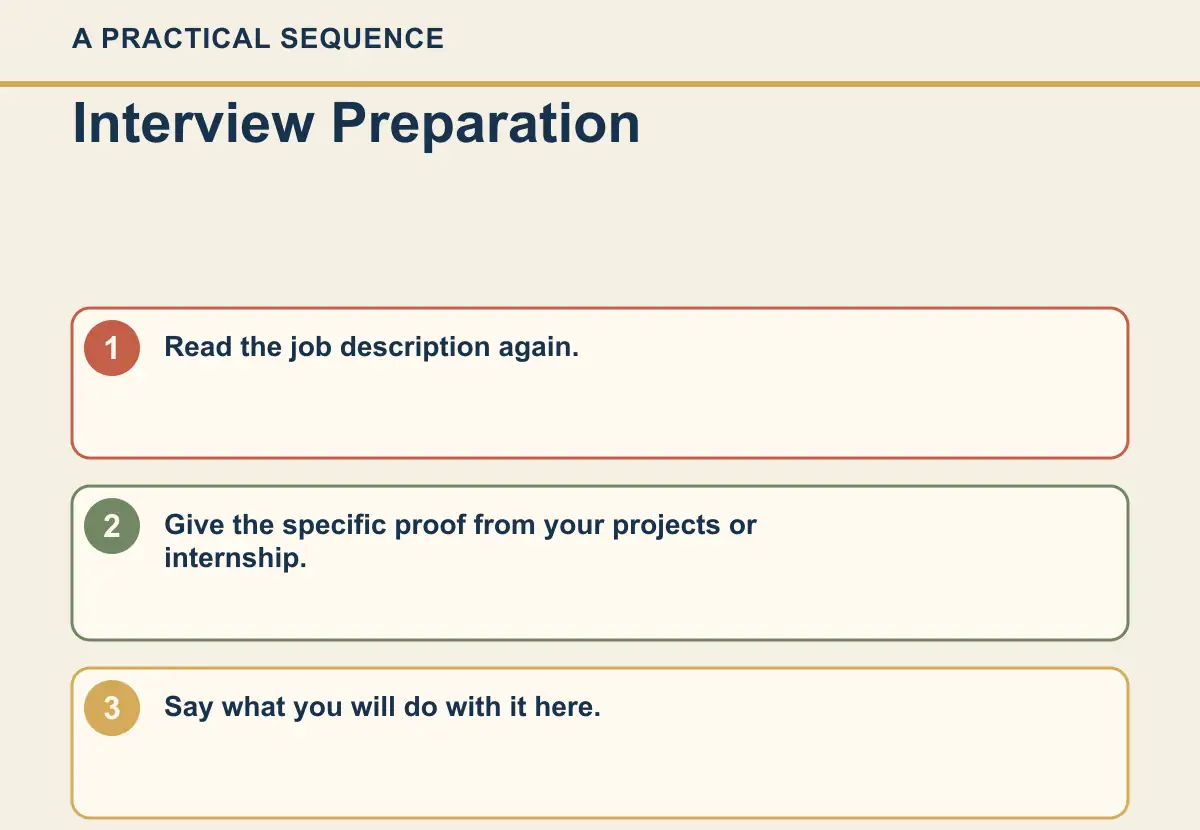 A PRACTICAL SEQUENCE
Interview Preparation
1
Read the job description again.
2
Give the specific proof from your projects or
internship.
3
Say what you will do with it here.